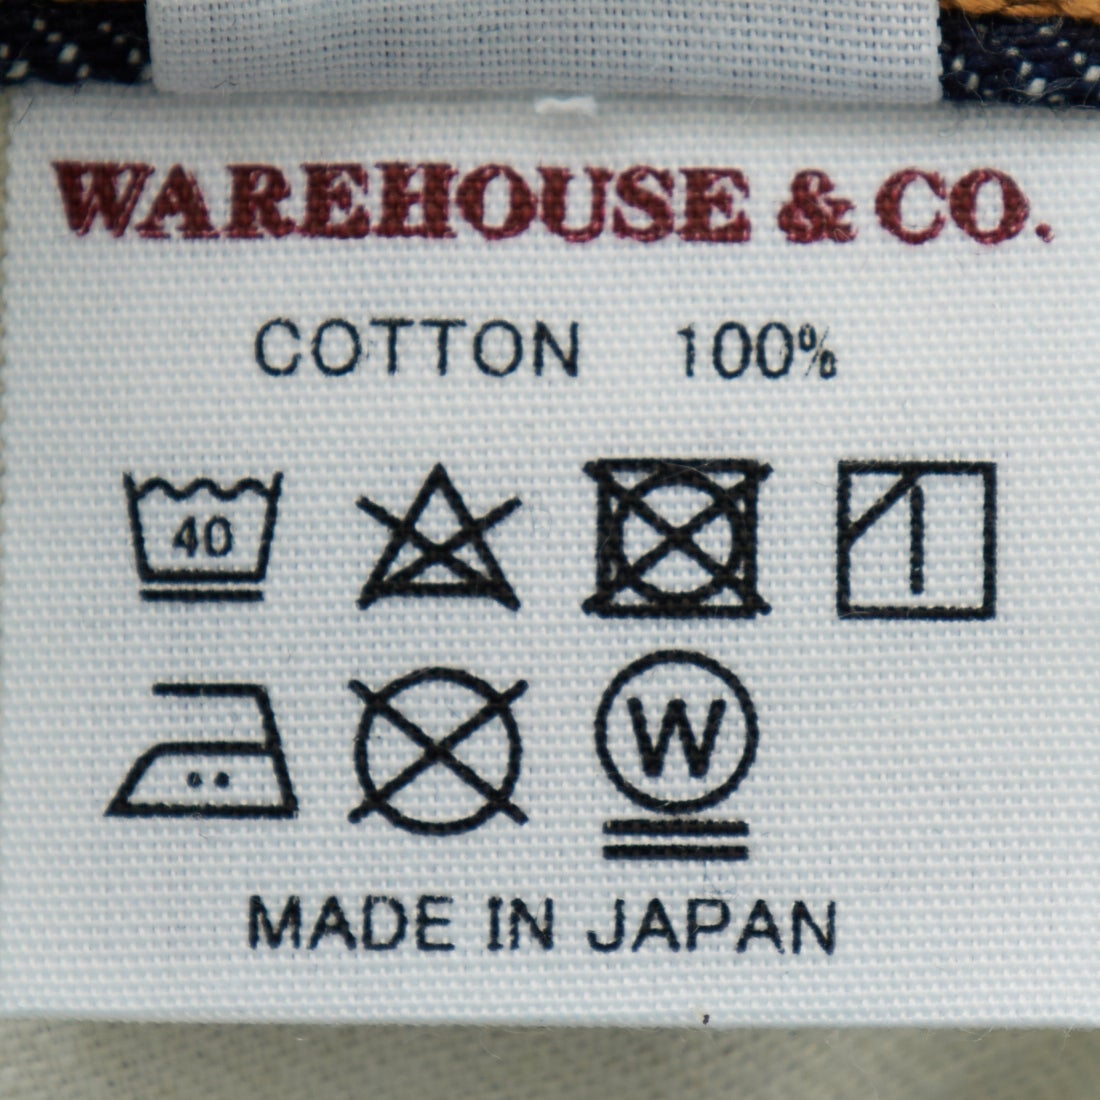 WAREHOUSE & CO.
COTTON 100%
40
W
MADE IN JAPAN